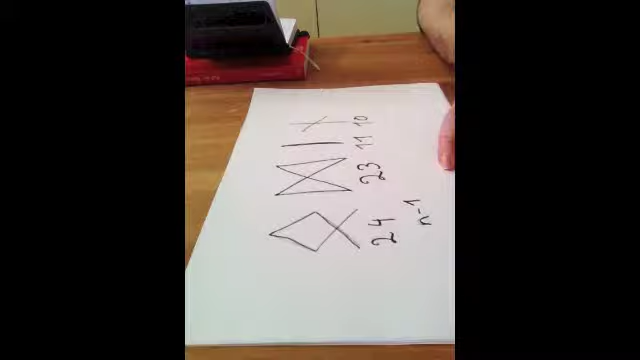 ᛟ ᛞ ᛁ ᚾ
24 23 11 10
n-1